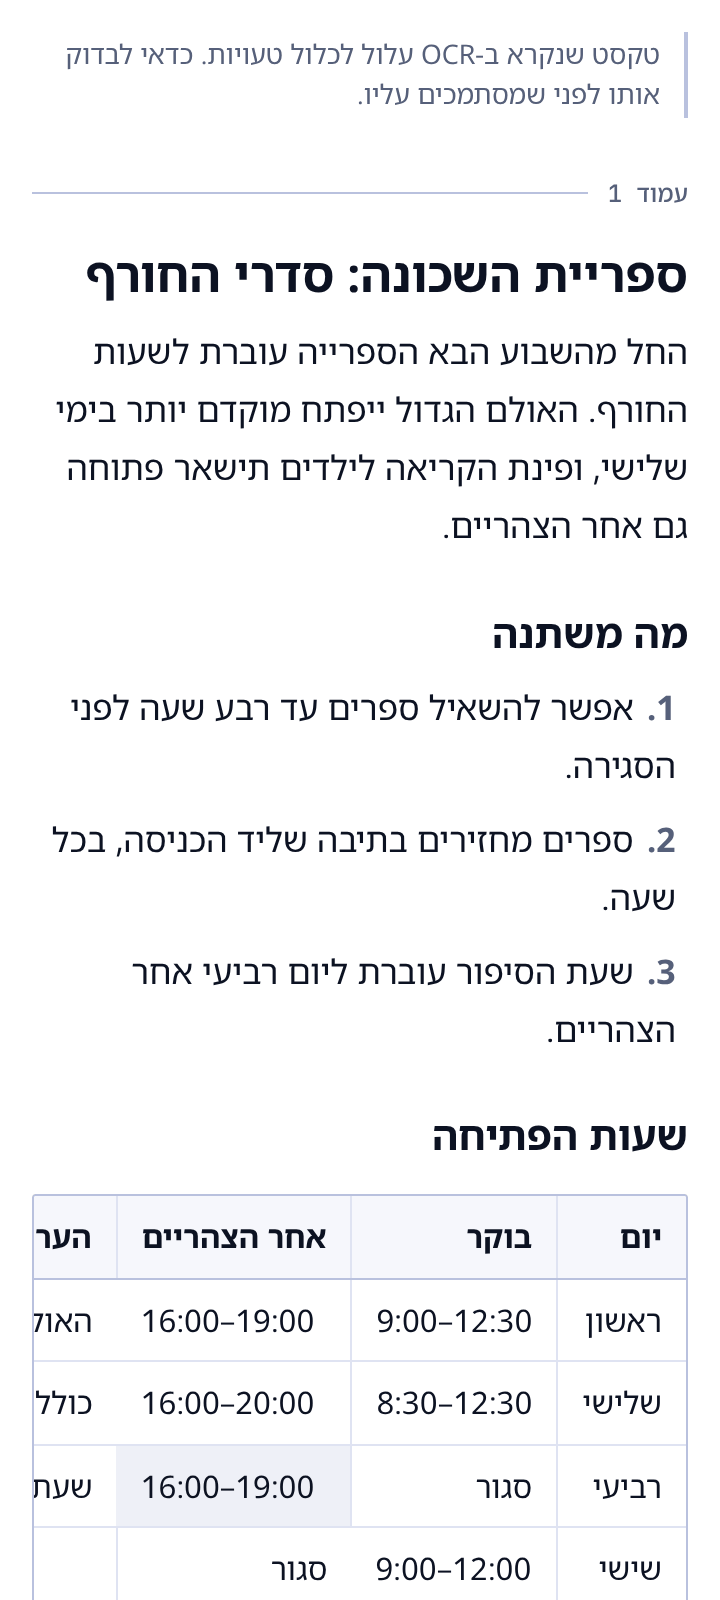 טקסט שנקרא ב-OCR עלול לכלול טעויות. כדאי לבדוק
אותו לפני שמסתמכים עליו.
עמוד 1
ספריית השכונה: סדרי החורף
החל מהשבוע הבא הספרייה עוברת לשעות
החורף. האולם הגדול ייפתח מוקדם יותר בימי
שלישי, ופינת הקריאה לילדים תישאר פתוחה
גם אחר הצהריים.
מה משתנה
1. אפשר להשאיל ספרים עד רבע שעה לפני
הסגירה.
2. ספרים מחזירים בתיבה שליד הכניסה, בכל
שעה.
3. שעת הסיפור עוברת ליום רביעי אחר
הצהריים.
שעות הפתיחה
יום בוקר אחר הצהריים
ראשון 9:00–12:30 16:00–19:00
שלישי 8:30–12:30 16:00–20:00 כולל
רביעי סגור 16:00–19:00 שעת
שישי 9:00–12:00 סגור